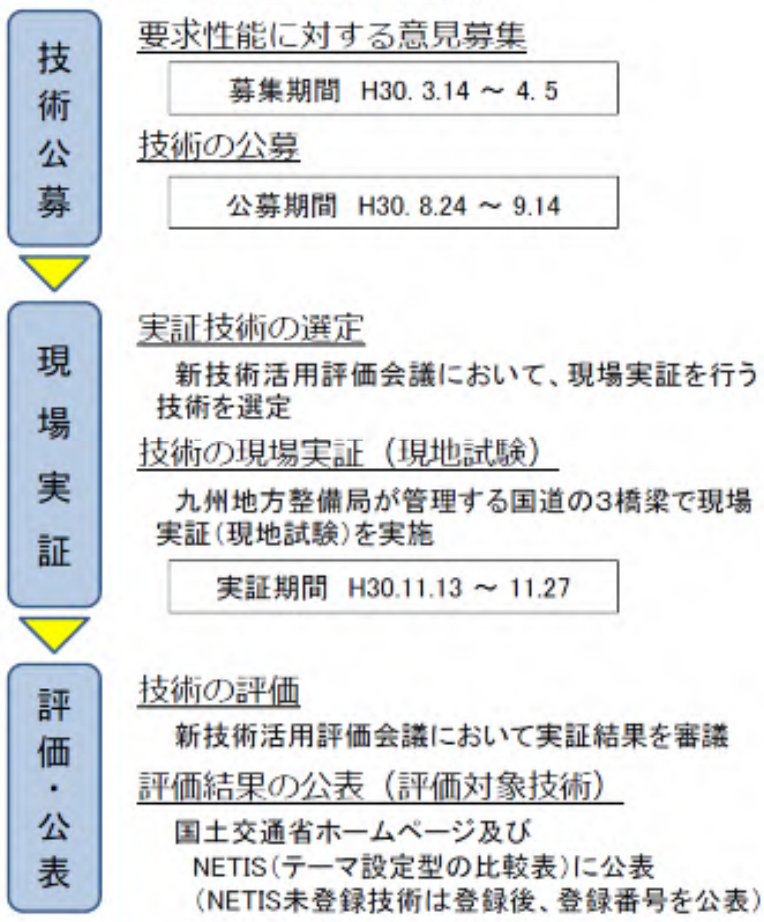 技術公募
要求性能に対する意見募集
募集期間 H30. 3.14 ～ 4. 5
技術の公募
公募期間 H30. 8.24 ～ 9.14
現場実証
実証技術の選定
新技術活用評価会議において、現場実証を行う
技術を選定
技術の現場実証（現地試験）
九州地方整備局が管理する国道の3橋梁で現場
実証(現地試験)を実施
実証期間 H30.11.13 ～ 11.27
評価・公表
技術の評価
新技術活用評価会議において実証結果を審議
評価結果の公表（評価対象技術）
国土交通省ホームページ及び
NETIS(テーマ設定型の比較表)に公表
(NETIS未登録技術は登録後、登録番号を公表)